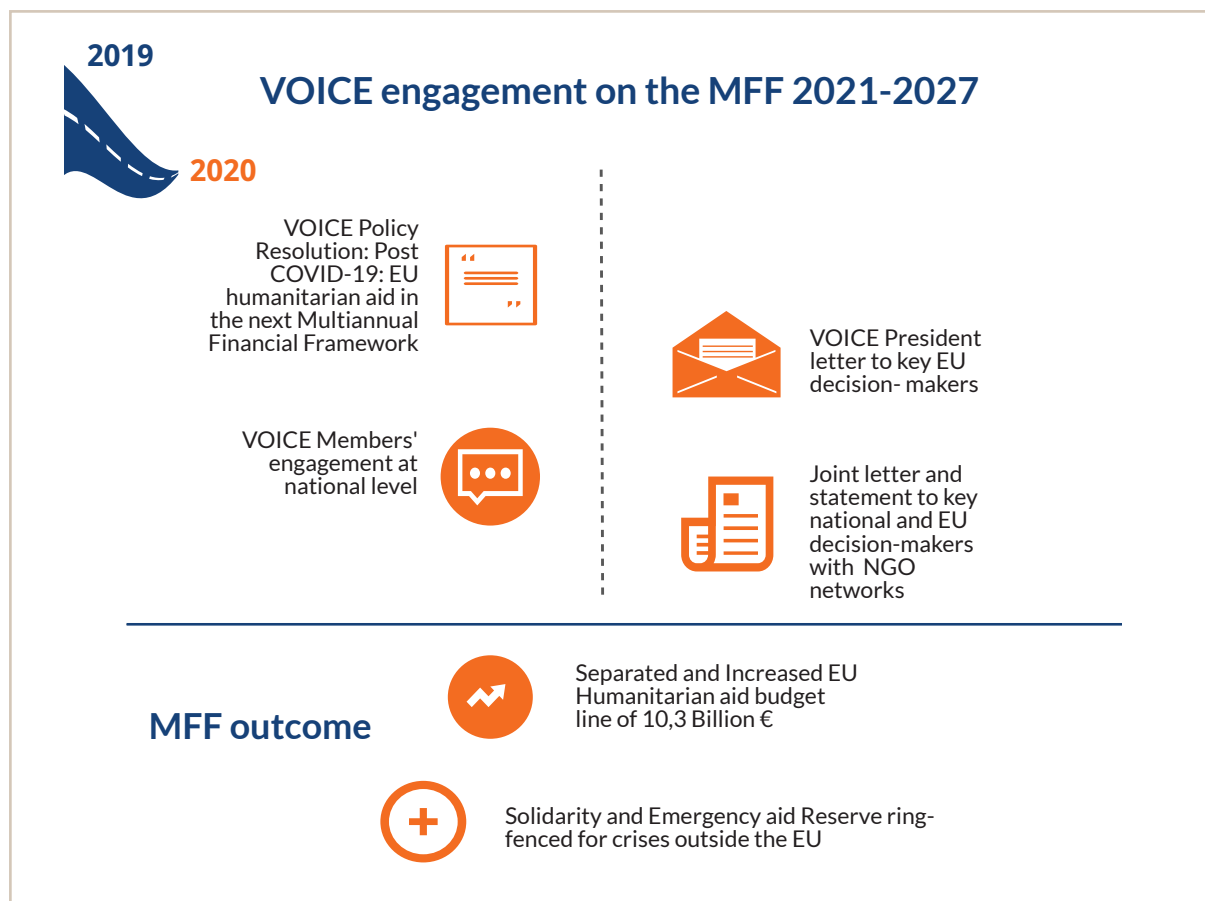 2019
VOICE engagement on the MFF 2021-2027
2020
VOICE Policy
Resolution: Post
COVID-19: EU
humanitarian aid in
the next Multiannual
Financial Framework
VOICE Members'
engagement at
national level
VOICE President
letter to key EU
decision- makers
Joint letter and
statement to key
national and EU
decision-makers
with NGO
networks
MFF outcome
Separated and Increased EU
Humanitarian aid budget
line of 10,3 Billion €
Solidarity and Emergency aid Reserve ring-
fenced for crises outside the EU